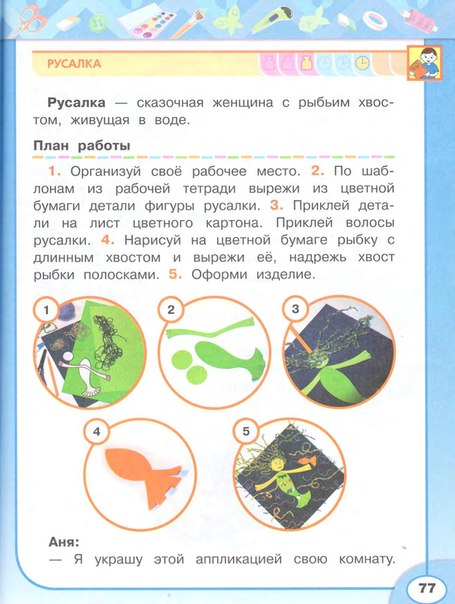 РУСАЛКА
Русалка — сказочная женщина с рыбьим хвос-
том, живущая в воде.
План работы
1. Организуй своё рабочее место. 2. По шаб-
лонам из рабочей тетради вырежи из цветной
бумаги детали фигуры русалки. 3. Приклей дета-
ли на лист цветного картона. Приклей волосы
русалки. 4. Нарисуй на цветной бумаге рыбку с
длинным хвостом и вырежи её, надрежь хвост
рыбки полосками. 5. Оформи изделие.
1
2
3
4
5
Аня:
— Я украшу этой аппликацией свою комнату.
77